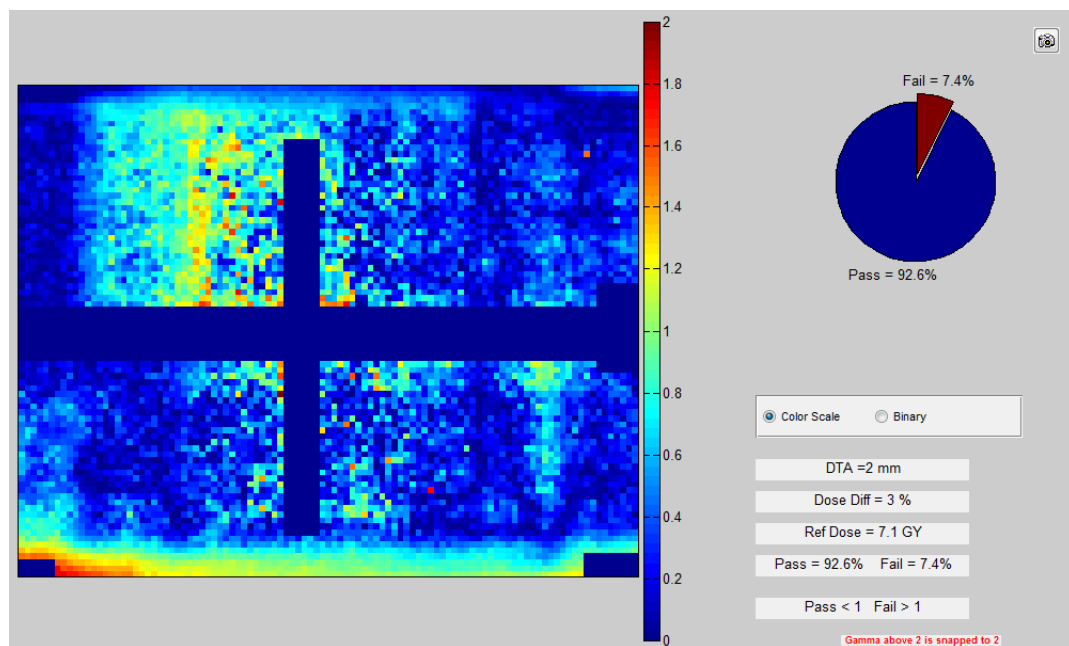 2
1.8
1.6
1.4
1.2
1
0.8
0.6
0.4
0.2
0
Fail = 7.4%
Pass = 92.6%
Color Scale Binary
DTA =2 mm
Dose Diff = 3 %
Ref Dose = 7.1 GY
Pass = 92.6% Fail = 7.4%
Pass < 1 Fail > 1
Gamma above 2 is snapped to 2